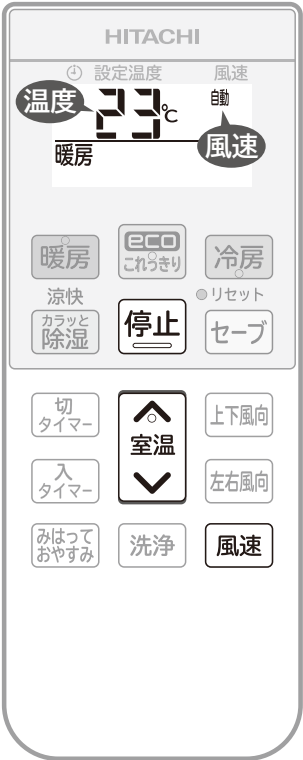 HITACHI
設定温度 風速
温度 23℃ 自動
暖房 風速
暖房 eco これっきり 冷房
涼快 リセット
カラッと 除湿 停止 セーブ
切 タイマー 室温 上下風向
入 タイマー 左右風向
みはって おやすみ 洗浄 風速